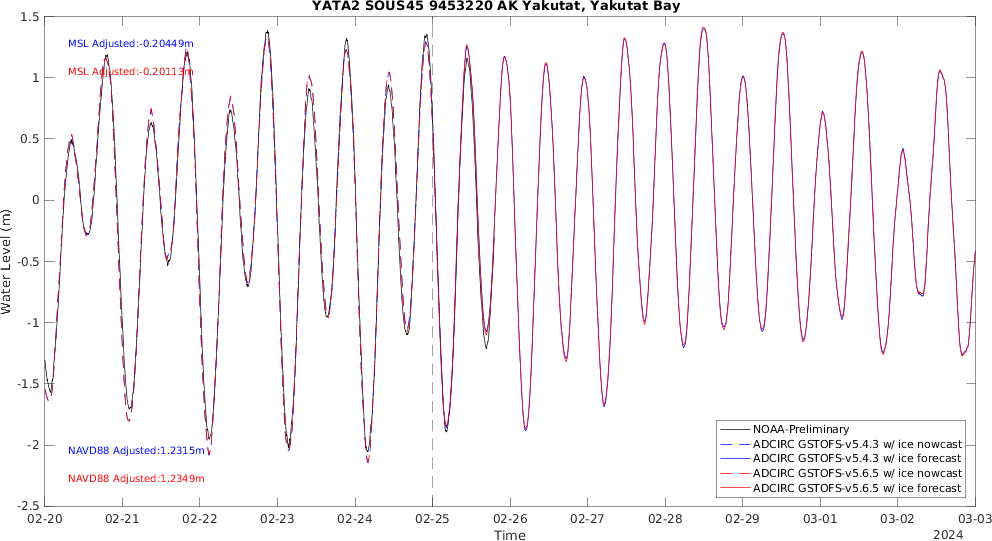 YATA2 SOUS45 9453220 AK Yakutat, Yakutat Bay
1.5
1
0.5
0
-0.5
-1
-1.5
-2
-2.5
Water Level (m)
MSL Adjusted:-0.20449m
MSL Adjusted:-0.20113m
NAVD88 Adjusted:1.2315m
NAVD88 Adjusted:1.2349m
NOAA-Preliminary
ADCIRC GSTOFS-v5.4.3 w/ ice nowcast
ADCIRC GSTOFS-v5.4.3 w/ ice forecast
ADCIRC GSTOFS-v5.6.5 w/ ice nowcast
ADCIRC GSTOFS-v5.6.5 w/ ice forecast
02-20 02-21 02-22 02-23 02-24 02-25 02-26 02-27 02-28 02-29 03-01 03-02 03-03
Time
2024